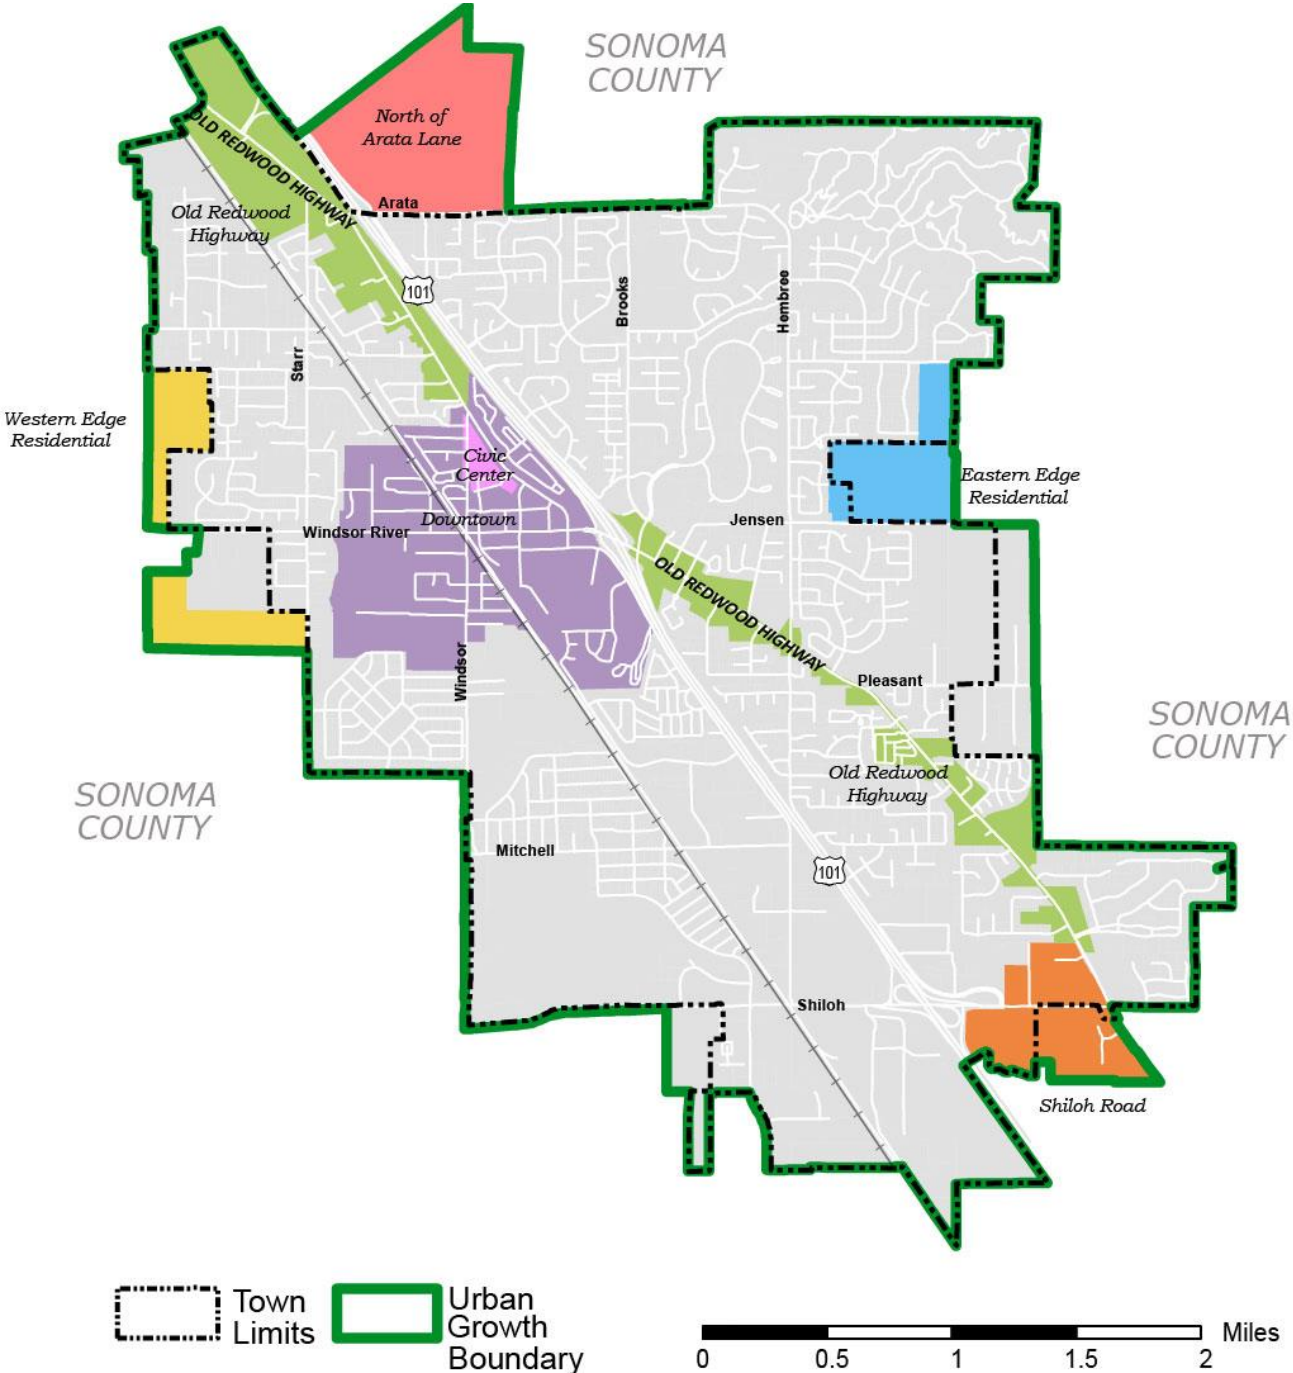 SONOMA
COUNTY
North of
Arata Lane
OLD REDWOOD HIGHWAY
Arata
Old Redwood
Highway
101
Brooks
Hembree
Starr
Western Edge
Residential
Civic
Center
Eastern Edge
Residential
Downtown
Jensen
Windsor River
OLD REDWOOD HIGHWAY
Windsor
Pleasant
SONOMA
COUNTY
Old Redwood
Highway
SONOMA
COUNTY
Mitchell
101
Shiloh
Shiloh Road
Town
Limits
Urban
Growth
Boundary
Miles
0 0.5 1 1.5 2